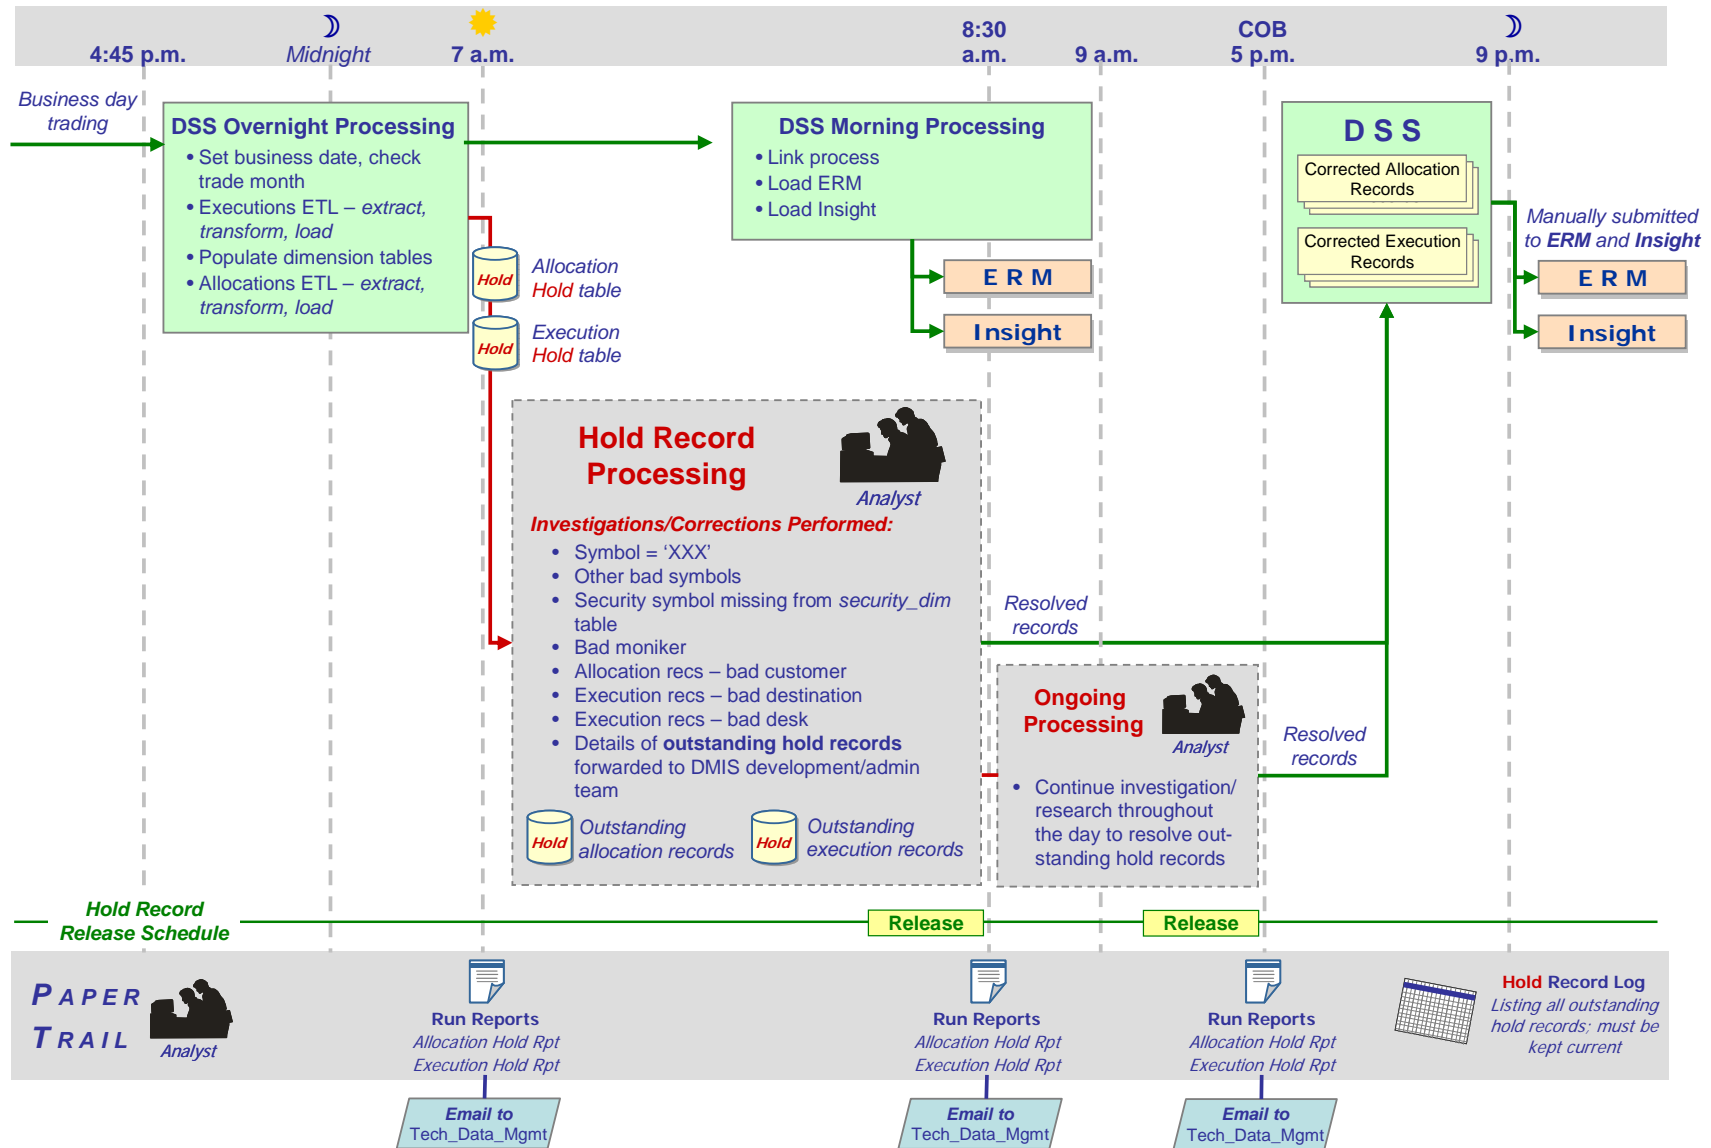 4:45 p.m.
Midnight
7 a.m.
8:30
a.m.
9 a.m.
COB
5 p.m.
9 p.m.
Business day
trading
DSS Overnight Processing
• Set business date, check
trade month
• Executions ETL – extract,
transform, load
• Populate dimension tables
• Allocations ETL – extract,
transform, load
Hold
Allocation
Hold table
Hold
Execution
Hold table
DSS Morning Processing
• Link process
• Load ERM
• Load Insight
ERM
Insight
DSS
Corrected Allocation
Records
Corrected Execution
Records
Manually submitted
to ERM and Insight
ERM
Insight
Hold Record
Processing
Analyst
Investigations/Corrections Performed:
• Symbol = ‘XXX’
• Other bad symbols
• Security symbol missing from security_dim
table
• Bad moniker
• Allocation recs – bad customer
• Execution recs – bad destination
• Execution recs – bad desk
• Details of outstanding hold records
forwarded to DMIS development/admin
team
Hold
Outstanding
allocation records
Hold
Outstanding
execution records
Resolved
records
Ongoing
Processing
Analyst
• Continue investigation/
research throughout
the day to resolve out-
standing hold records
Resolved
records
Hold Record
Release Schedule
Release
Release
PAPER
TRAIL
Analyst
Run Reports
Allocation Hold Rpt
Execution Hold Rpt
Email to
Tech_Data_Mgmt
Run Reports
Allocation Hold Rpt
Execution Hold Rpt
Email to
Tech_Data_Mgmt
Run Reports
Allocation Hold Rpt
Execution Hold Rpt
Email to
Tech_Data_Mgmt
Hold Record Log
Listing all outstanding
hold records; must be
kept current